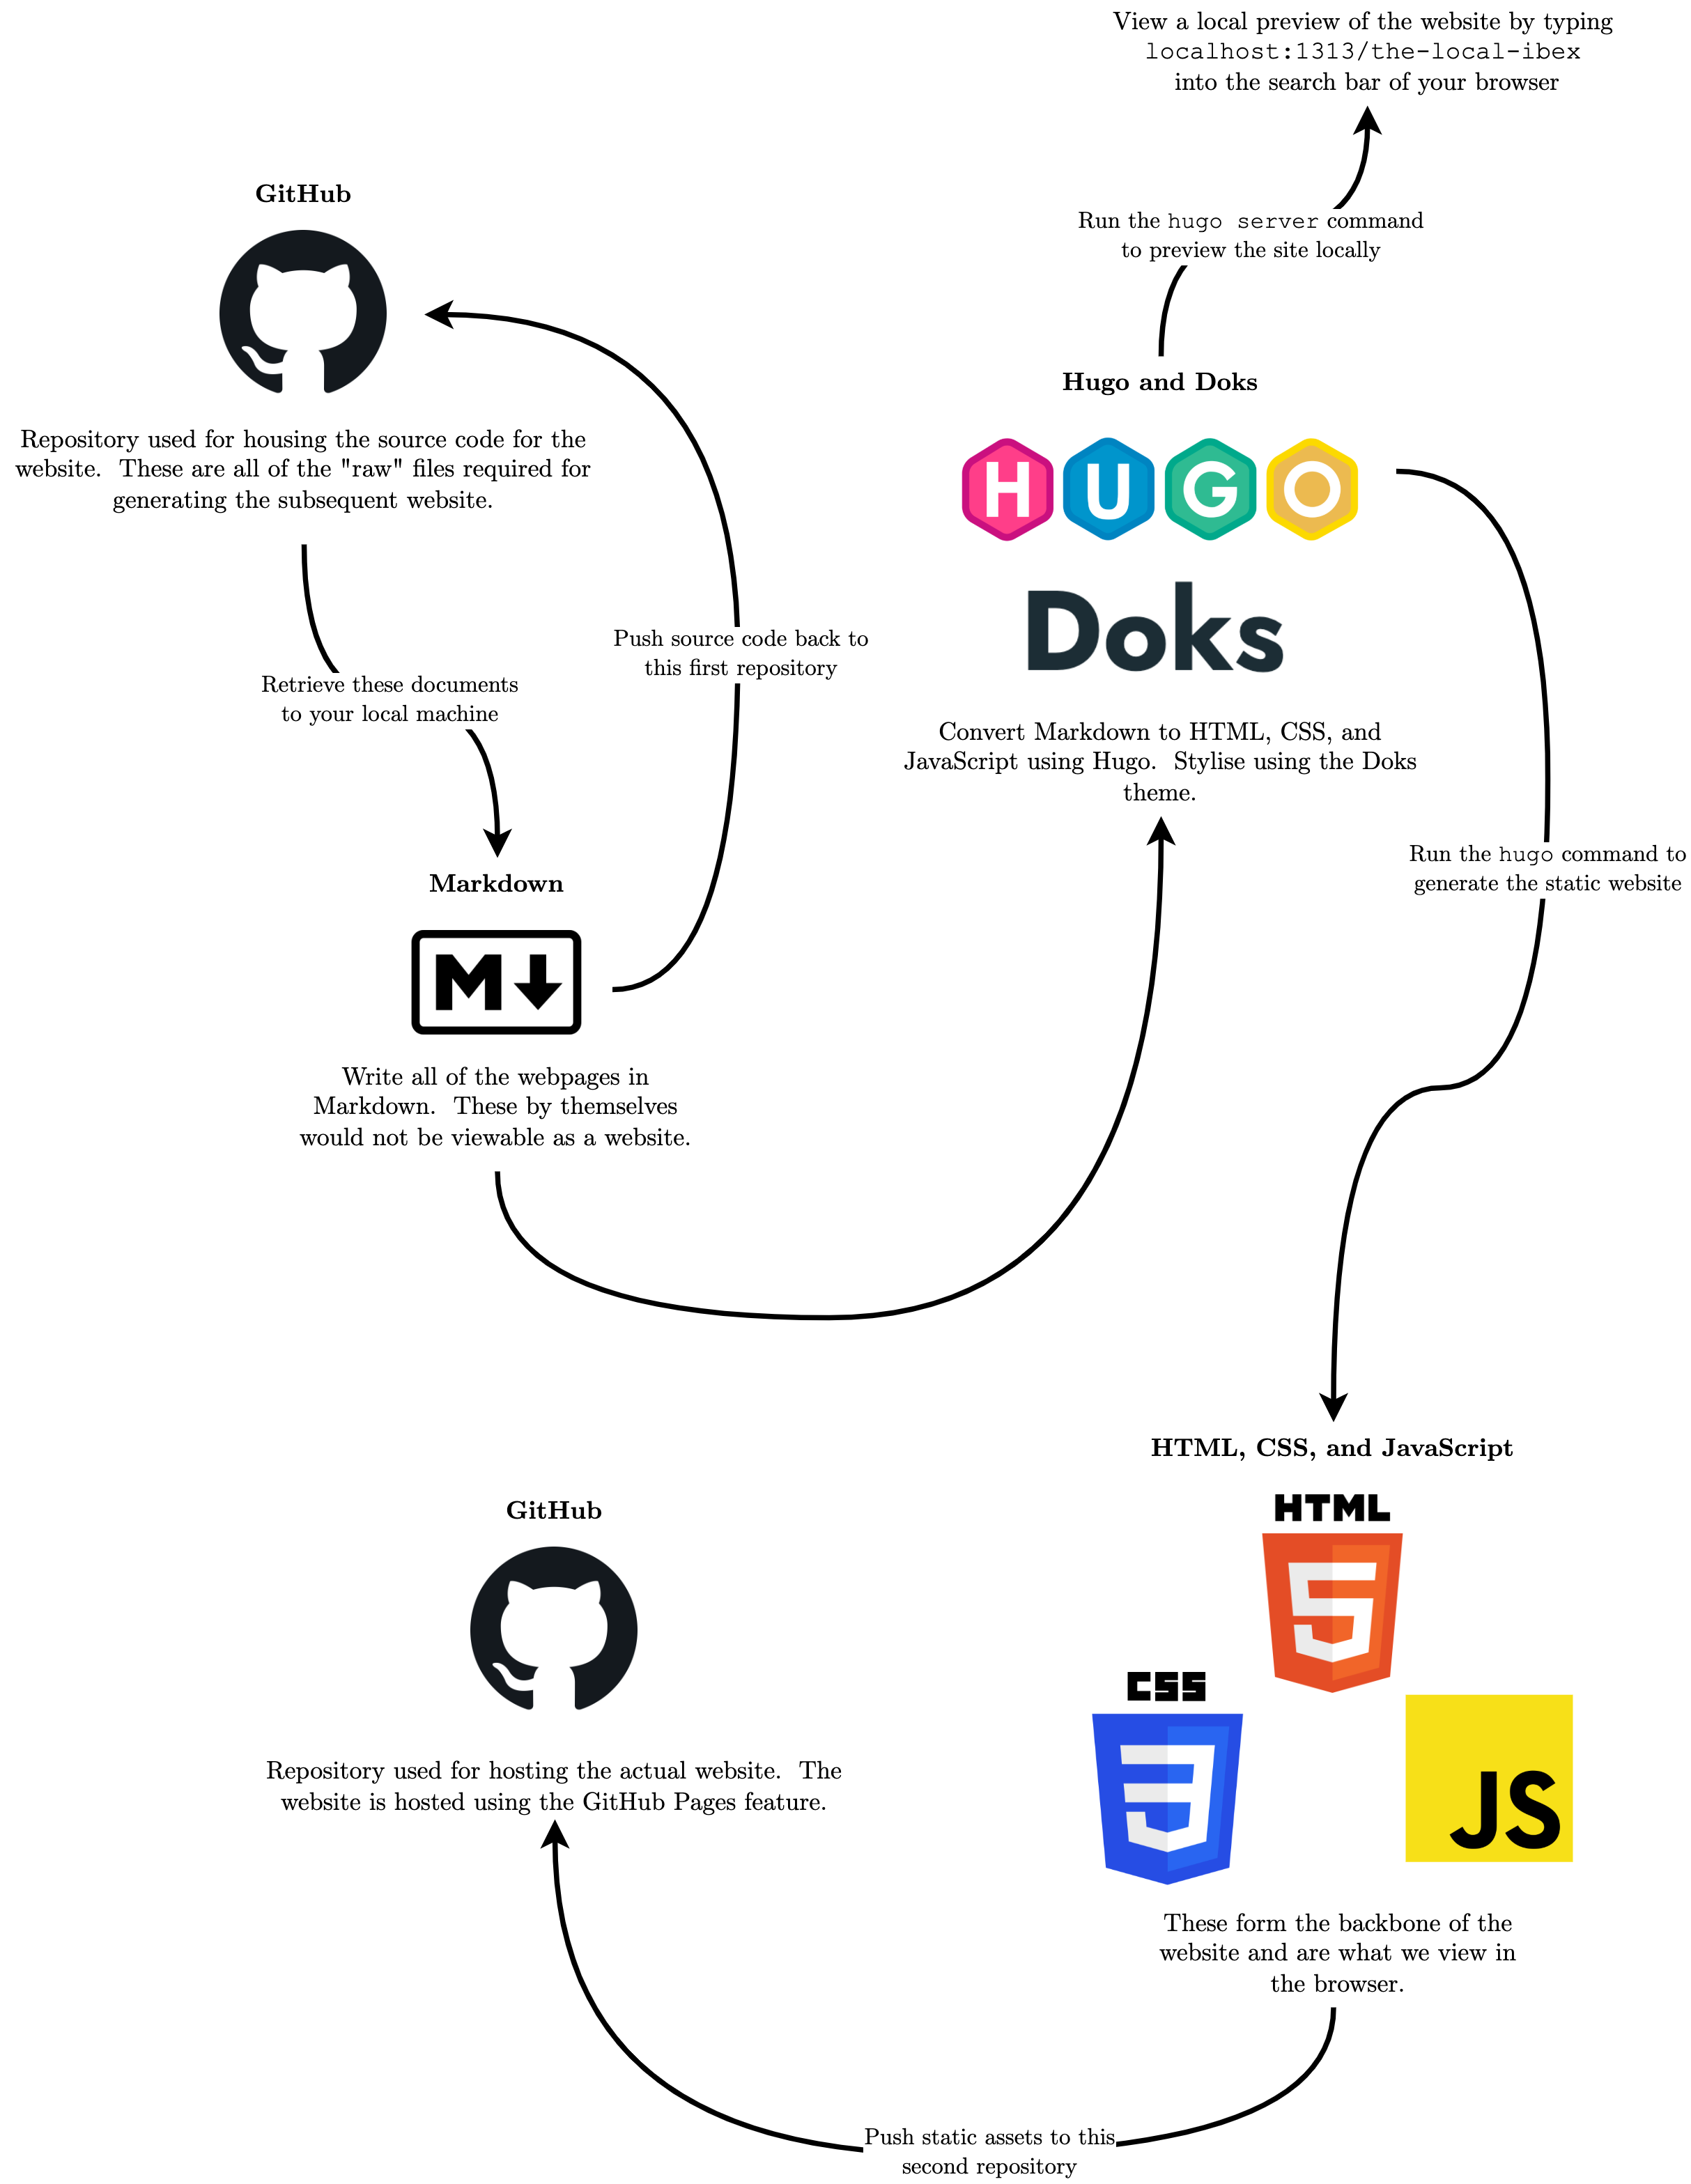 View a local preview of the website by typing
localhost:1313/the-local-ibex
into the search bar of your browser
GitHub
Run the hugo server command
to preview the site locally
Hugo and Doks
HUGO
Repository used for housing the source code for the
website. These are all of the "raw" files required for
generating the subsequent website.
Doks
Push source code back to
this first repository
Retrieve these documents
to your local machine
Convert Markdown to HTML, CSS, and
JavaScript using Hugo. Stylise using the Doks
theme.
Run the hugo command to
generate the static website
Markdown
M
Write all of the webpages in
Markdown. These by themselves
would not be viewable as a website.
HTML, CSS, and JavaScript
HTML
5
GitHub
CSS
3
JS
Repository used for hosting the actual website. The
website is hosted using the GitHub Pages feature.
These form the backbone of the
website and are what we view in
the browser.
Push static assets to this
second repository